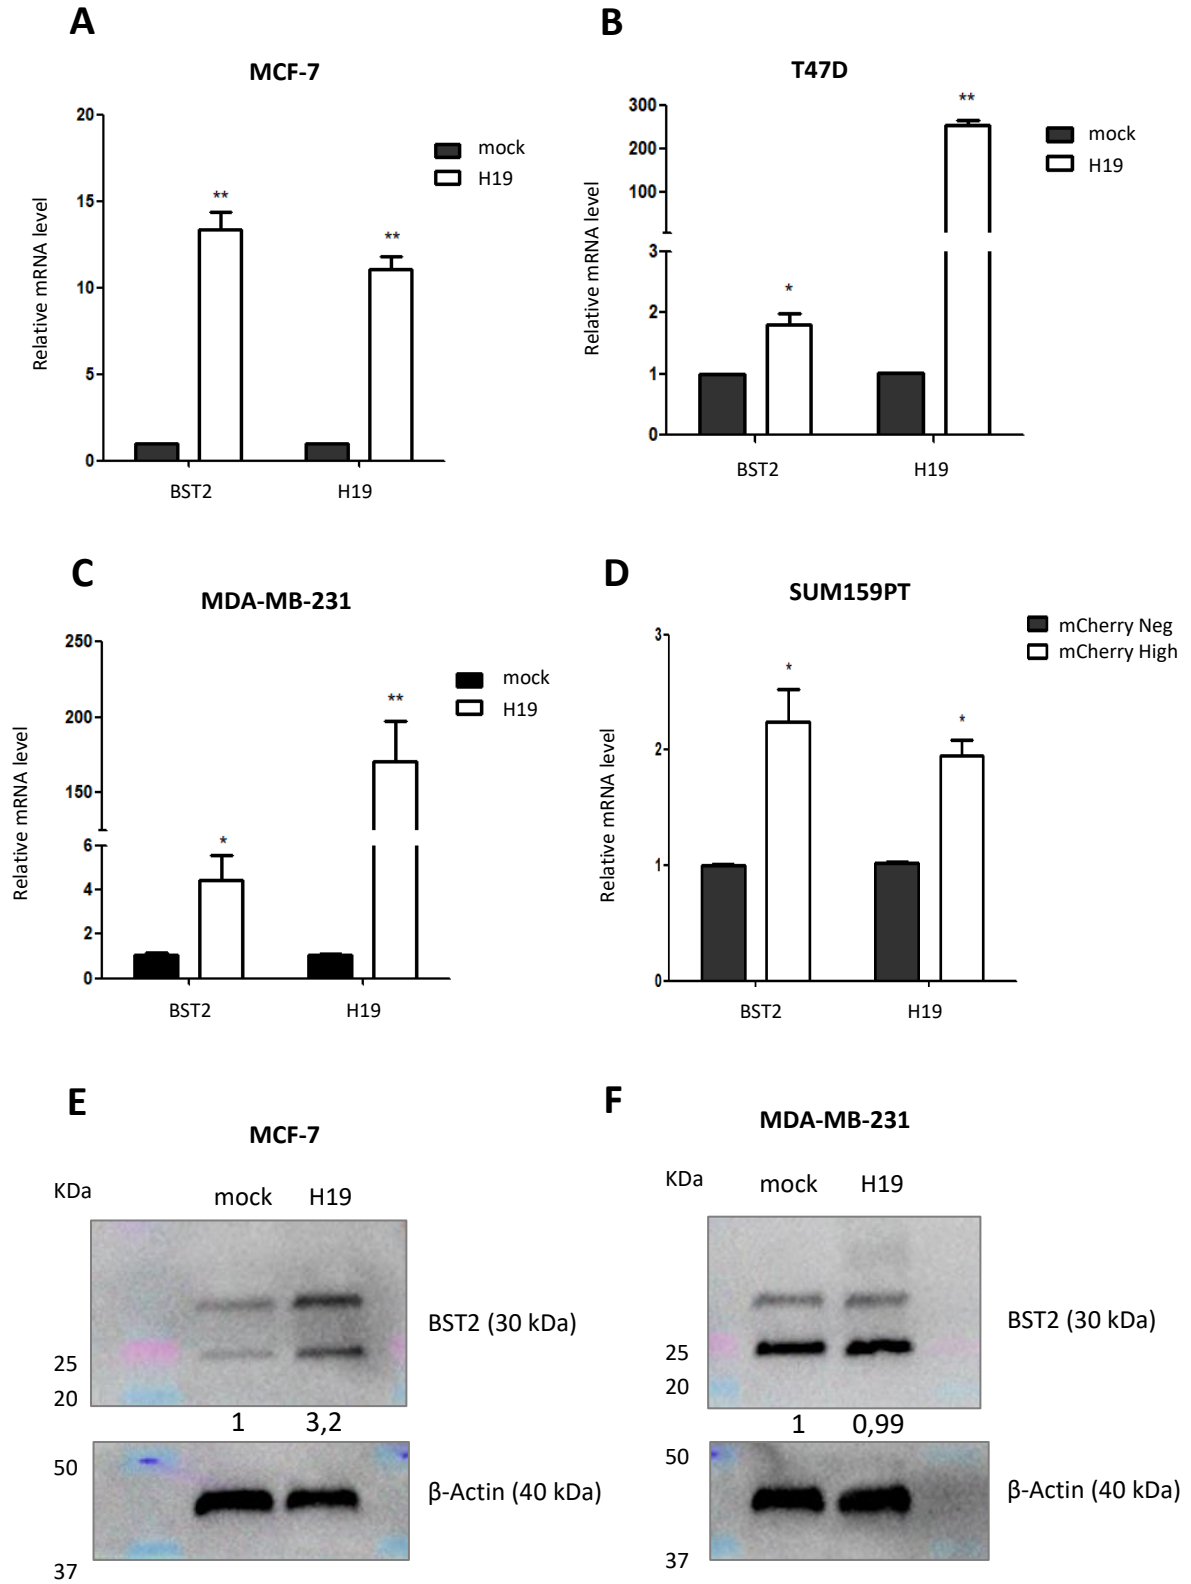 A
MCF-7
20
15
10
5
0
Relative mRNA level
**
**
mock
H19
BST2
H19
B
T47D
300
200
100
3
2
1
0
Relative mRNA level
*
**
mock
H19
BST2
H19
C
MDA-MB-231
250
200
150
6
4
2
0
Relative mRNA level
*
**
mock
H19
BST2
H19
D
SUM159PT
3
2
1
0
Relative mRNA level
*
*
mCherry Neg
mCherry High
BST2
H19
E
MCF-7
KDa
mock H19
BST2 (30 kDa)
25
20
1 3,2
50
β-Actin (40 kDa)
37
F
MDA-MB-231
KDa
mock H19
BST2 (30 kDa)
25
20
1 0,99
50
β-Actin (40 kDa)
37